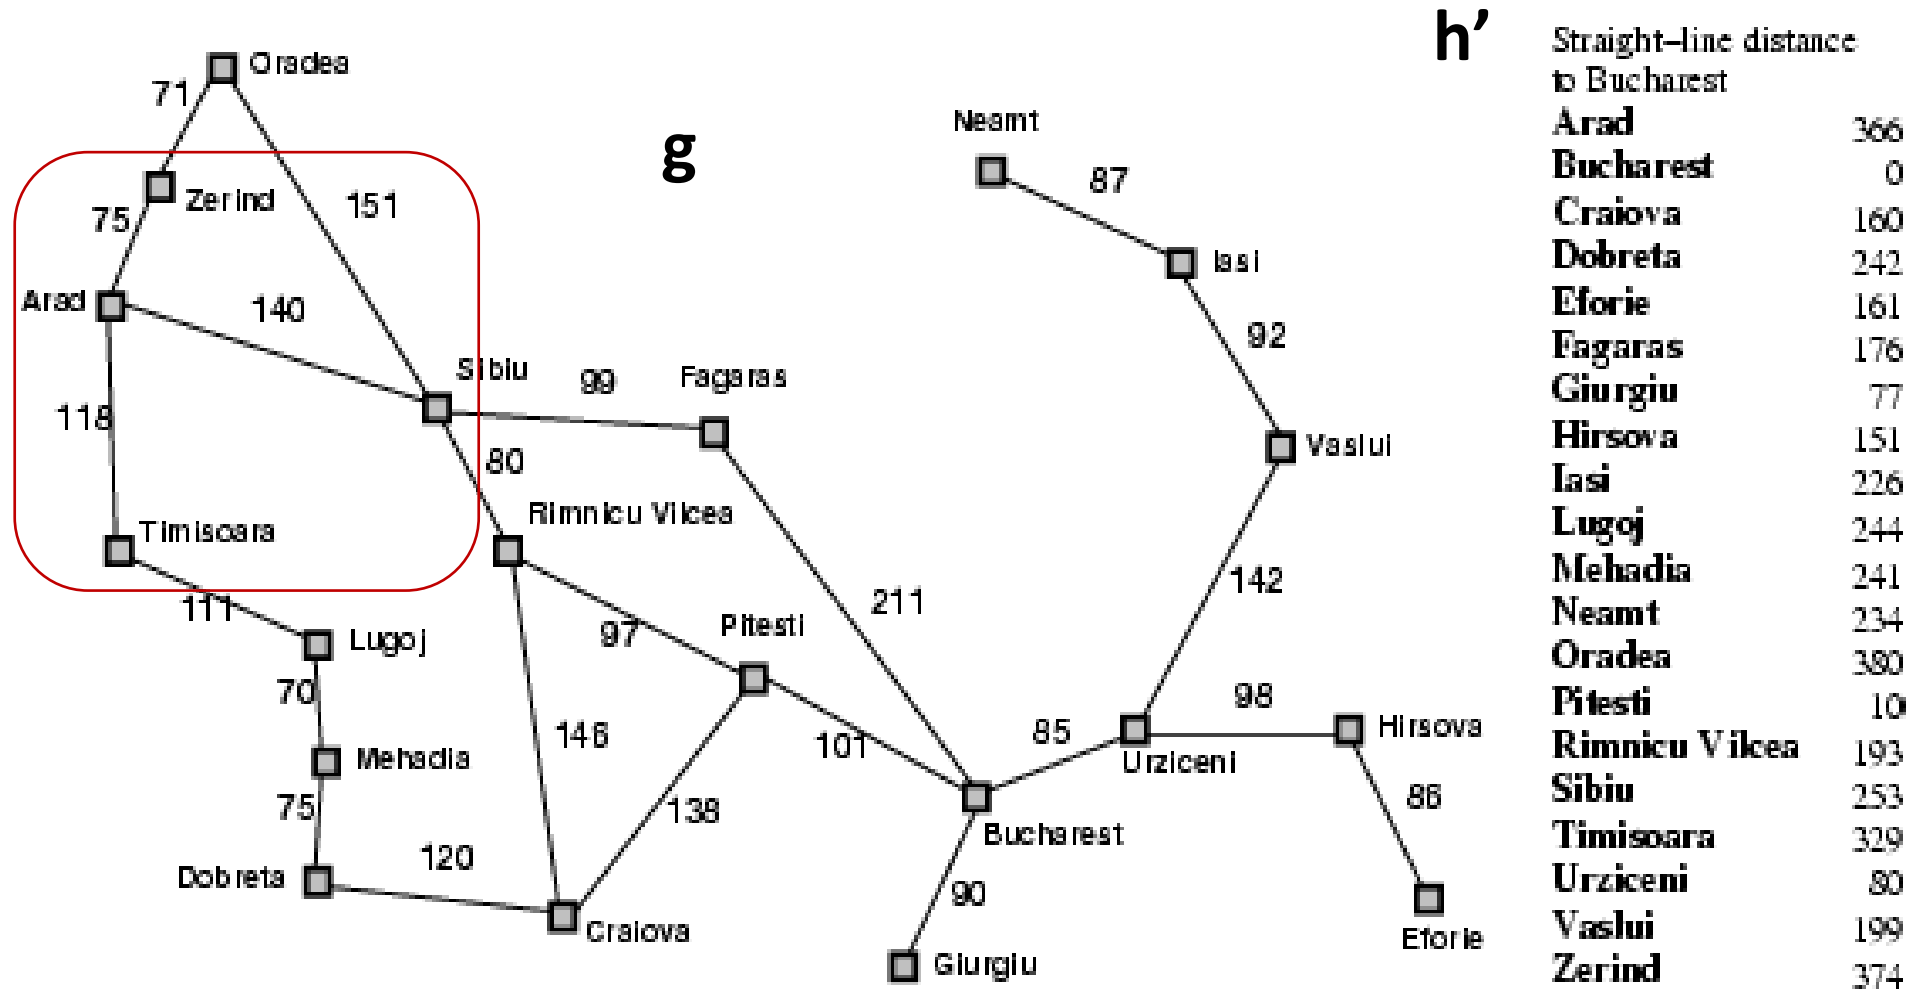 h’
Straight–line distance
to Bucharest
Arad 366
Bucharest 0
Craiova 160
Dobreta 242
Eforie 161
Fagaras 176
Giurgiu 77
Hirsova 151
Iasi 226
Lugoj 244
Mehadia 241
Neamt 234
Oradea 380
Pitesti 10
Rimnicu Vilcea 193
Sibiu 253
Timisoara 329
Urziceni 80
Vaslui 199
Zerind 374
g
Oradea
71
Neamt
87
Zerind
151
75
Iasi
Arad
140
92
Sibiu
99
Fagaras
118
80
Vaslui
Rimnicu Vilcea
Timisoara
142
111
211
97
Pitesti
Lugoj
70
98
146
101
85
Hirsova
Mehadia
Urziceni
86
75
138
Bucharest
120
Dobreta
90
Craiova
Eforie
Giurgiu